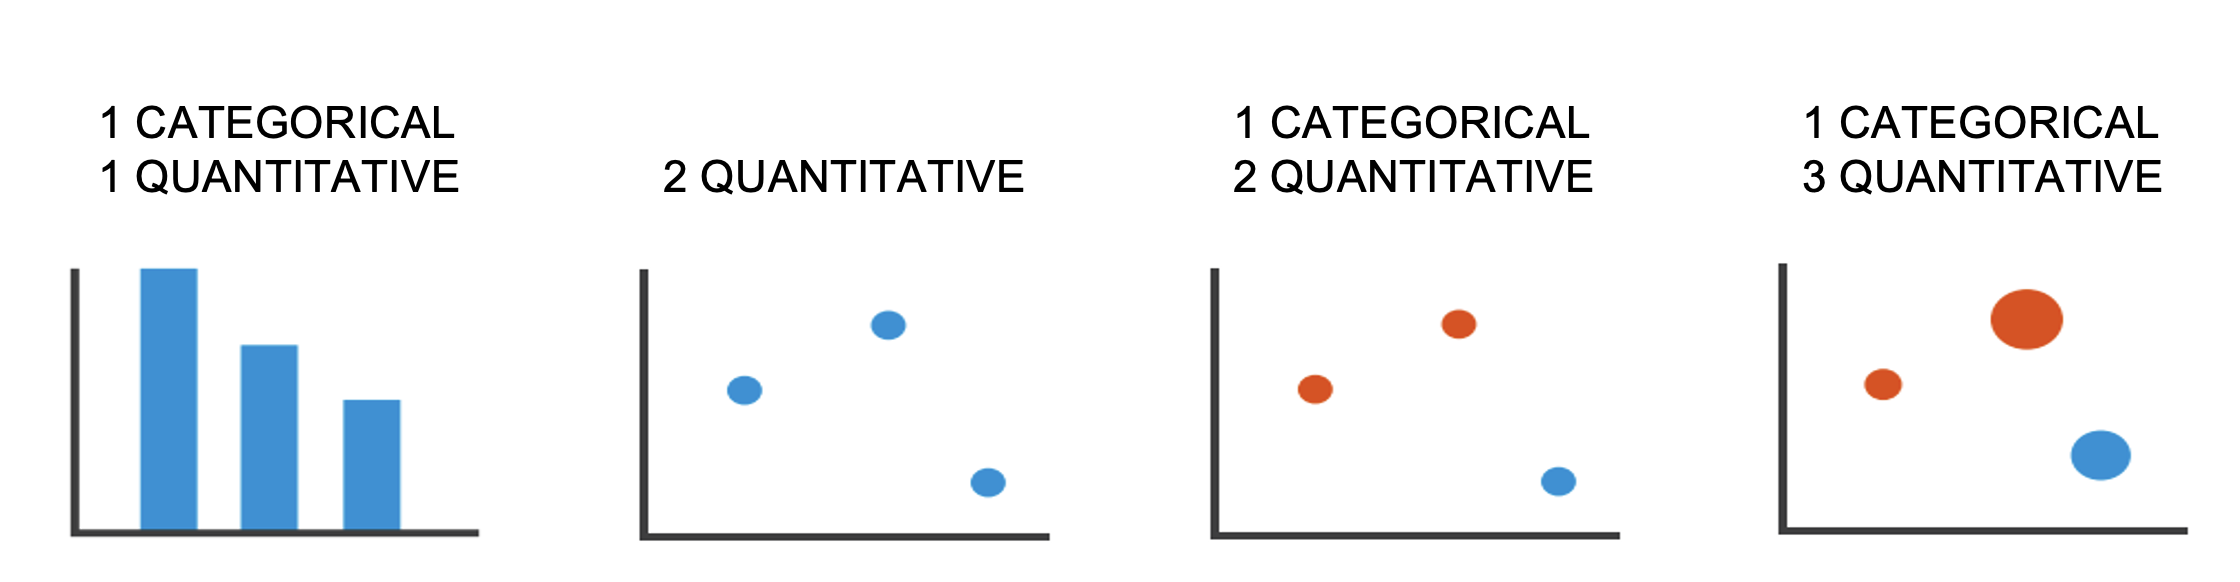 1 CATEGORICAL
1 QUANTITATIVE
2 QUANTITATIVE
1 CATEGORICAL
2 QUANTITATIVE
1 CATEGORICAL
3 QUANTITATIVE